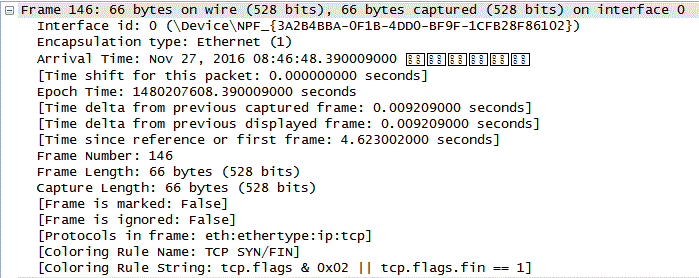 Frame 146: 66 bytes on wire (528 bits), 66 bytes captured (528 bits) on interface 0
Interface id: 0 (\Device\NPF_{3A2B4BBA-0F1B-4DD0-BF9F-1CFB28F86102})
Encapsulation type: Ethernet (1)
Arrival Time: Nov 27, 2016 08:46:48.390009000
[Time shift for this packet: 0.000000000 seconds]
Epoch Time: 1480207608.390009000 seconds
[Time delta from previous captured frame: 0.009209000 seconds]
[Time delta from previous displayed frame: 0.009209000 seconds]
[Time since reference or first frame: 4.623002000 seconds]
Frame Number: 146
Frame Length: 66 bytes (528 bits)
Capture Length: 66 bytes (528 bits)
[Frame is marked: False]
[Frame is ignored: False]
[Protocols in frame: eth:ethertype:ip:tcp]
[Coloring Rule Name: TCP SYN/FIN]
[Coloring Rule String: tcp.flags & 0x02 || tcp.flags.fin == 1]